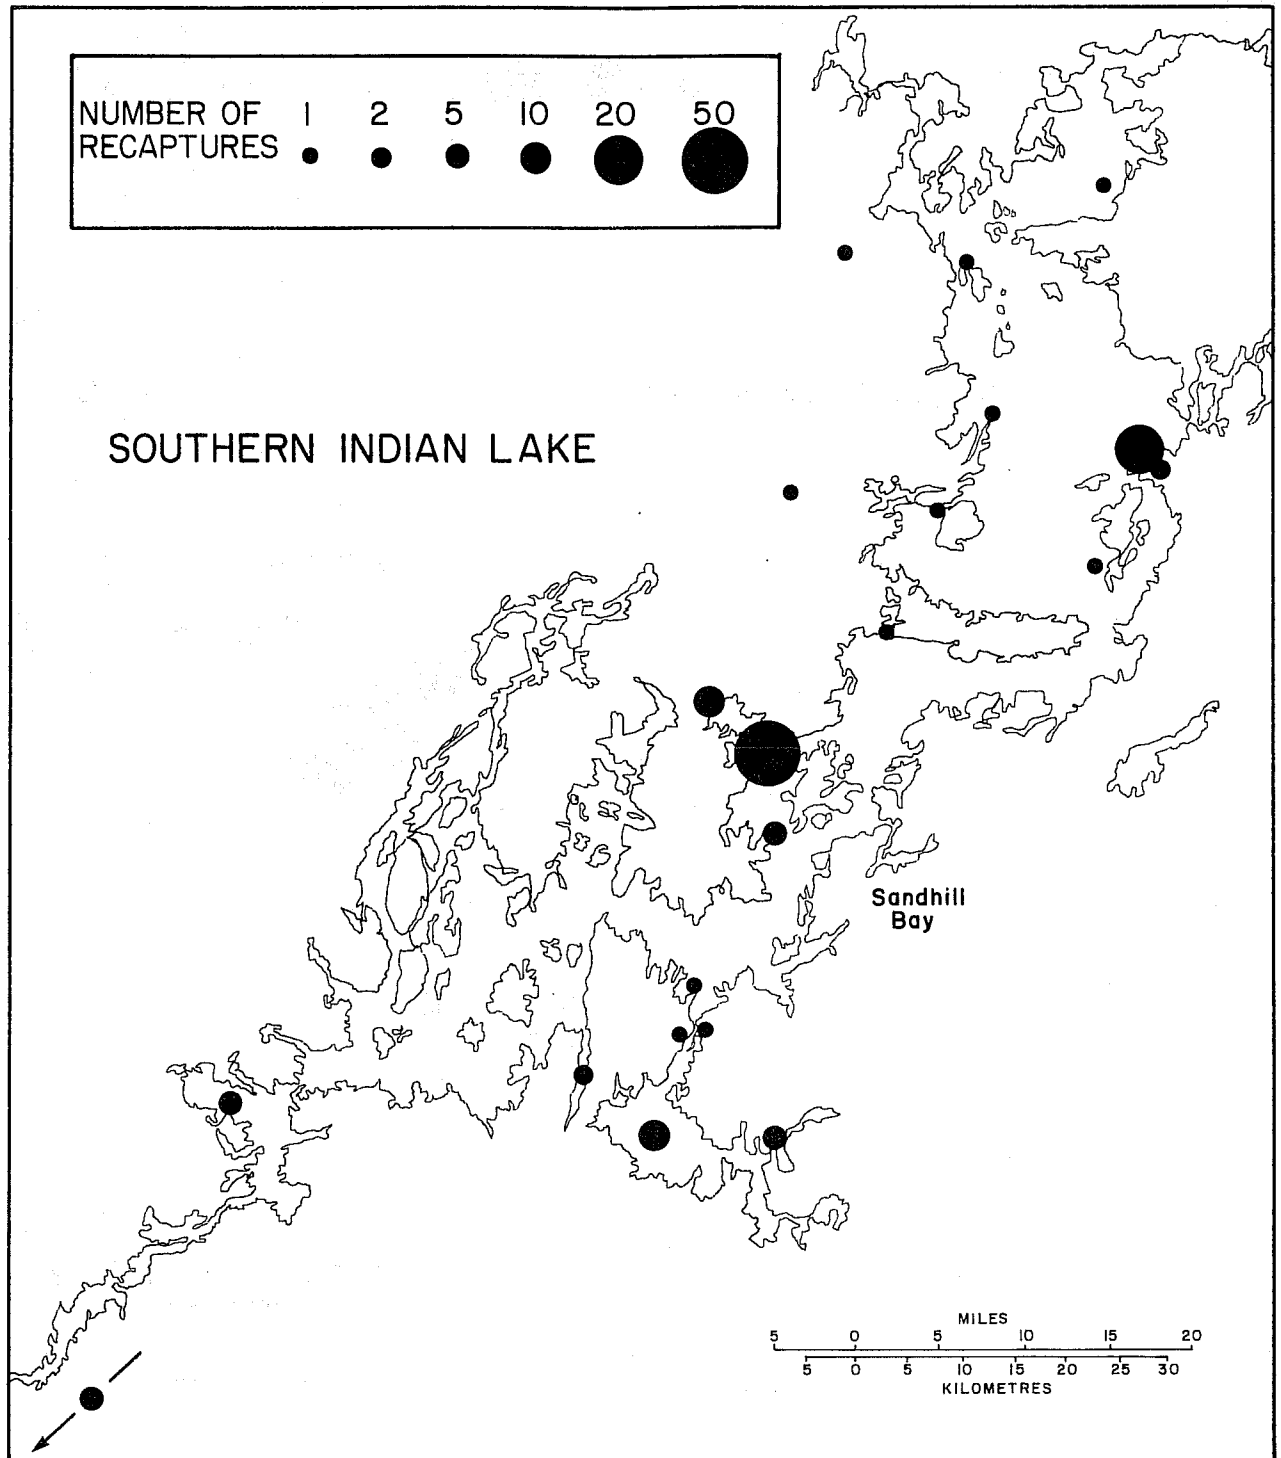 NUMBER OF 1 2 5 10 20 50
RECAPTURES
SOUTHERN INDIAN LAKE
Sandhill
Bay
MILES
5 0 5 10 15 20
5 0 5 10 15 20 25 30
KILOMETRES